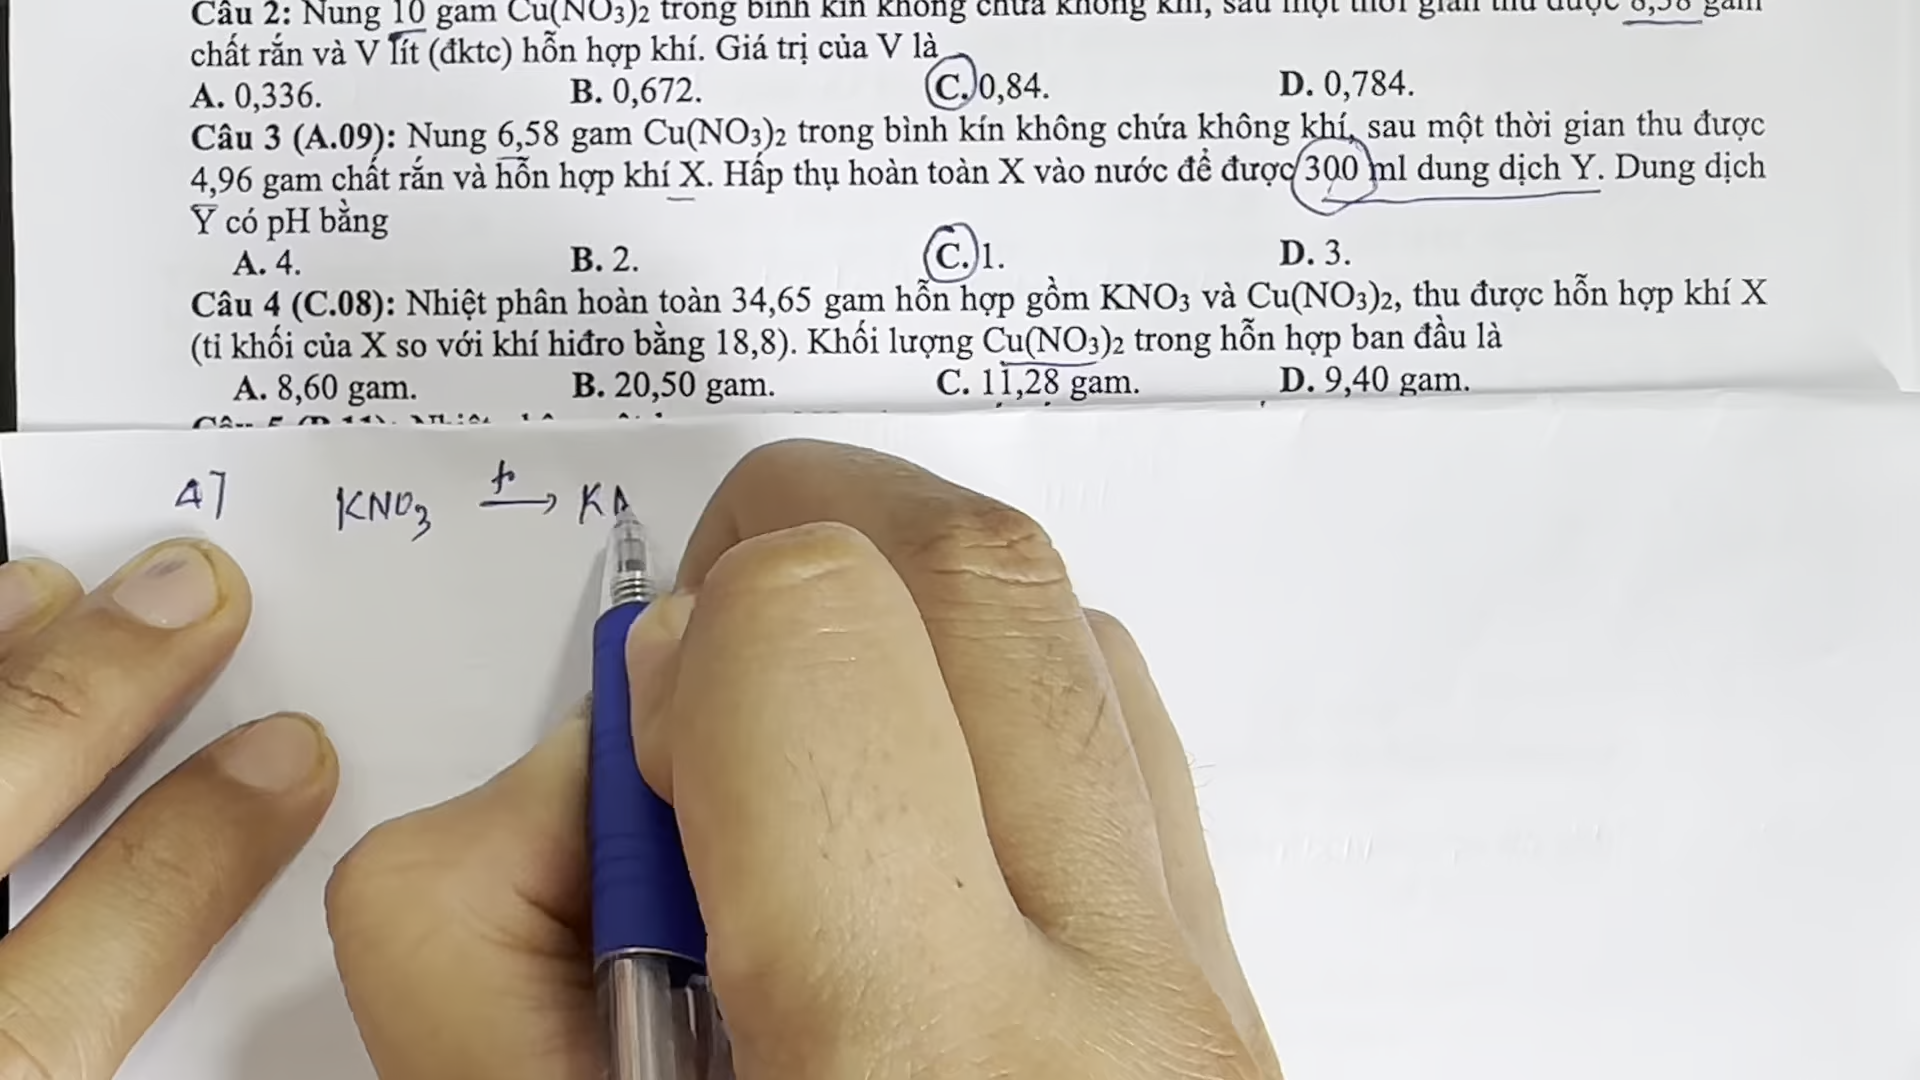 Câu 2: Nung 10 gam Cu(NO3)2 trong bình kín không chứa không khí, sau một thời gian thu được 8,38 gam
chất rắn và V lít (đktc) hỗn hợp khí. Giá trị của V là
A. 0,336. B. 0,672. C. 0,84. D. 0,784.
Câu 3 (A.09): Nung 6,58 gam Cu(NO3)2 trong bình kín không chứa không khí, sau một thời gian thu được
4,96 gam chất rắn và hỗn hợp khí X. Hấp thụ hoàn toàn X vào nước để được 300 ml dung dịch Y. Dung dịch
Y có pH bằng
A. 4. B. 2. C. 1. D. 3.
Câu 4 (C.08): Nhiệt phân hoàn toàn 34,65 gam hỗn hợp gồm KNO3 và Cu(NO3)2, thu được hỗn hợp khí X
(tỉ khối của X so với khí hiđro bằng 18,8). Khối lượng Cu(NO3)2 trong hỗn hợp ban đầu là
A. 8,60 gam. B. 20,50 gam. C. 11,28 gam. D. 9,40 gam.
4] KNO3 → K